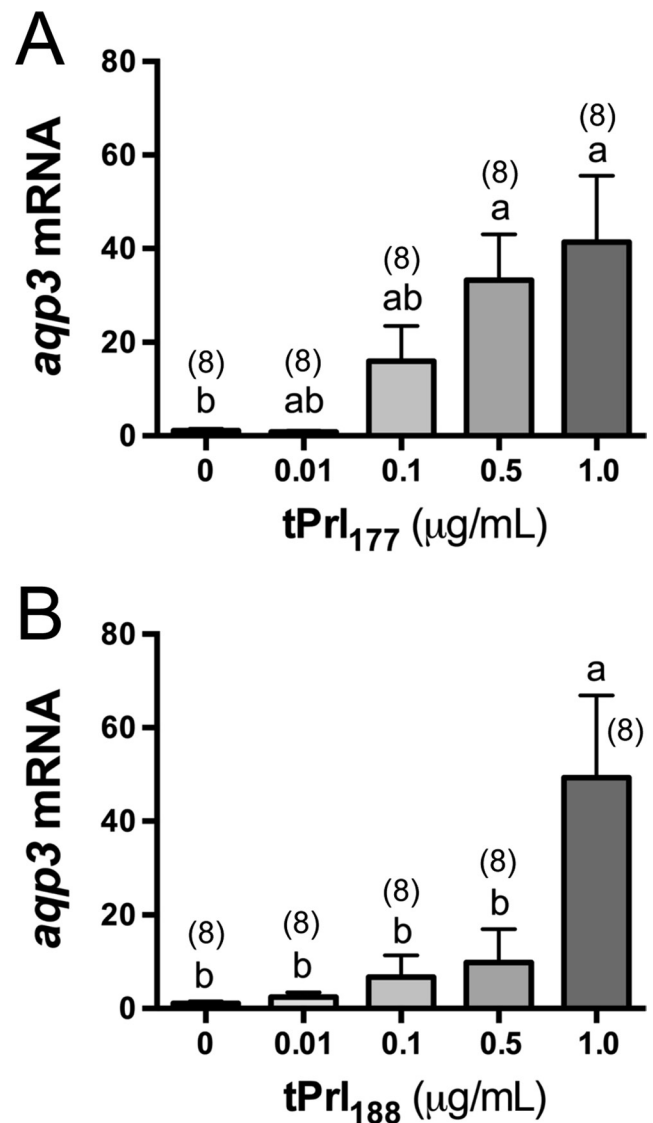 A
80
60
40
20
0
aqp3 mRNA
(8)
b
(8)
ab
(8)
ab
(8)
a
(8)
a
0 0.01 0.1 0.5 1.0
tPrl177 (μg/mL)
B
80
60
40
20
0
aqp3 mRNA
(8)
b
(8)
b
(8)
b
(8)
b
a
(8)
0 0.01 0.1 0.5 1.0
tPrl188 (μg/mL)